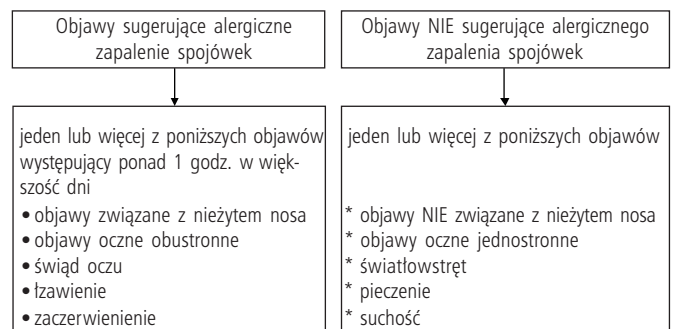 Objawy sugerujące alergiczne
zapalenie spojówek
Objawy NIE sugerujące alergicznego
zapalenia spojówek
jeden lub więcej z poniższych objawów
występujący ponad 1 godz. w więk-
szość dni
• objawy związane z nieżytem nosa
• objawy oczne obustronne
• świąd oczu
• łzawienie
• zaczerwienienie
jeden lub więcej z poniższych objawów
* objawy NIE związane z nieżytem nosa
* objawy oczne jednostronne
* światłowstręt
* pieczenie
* suchość